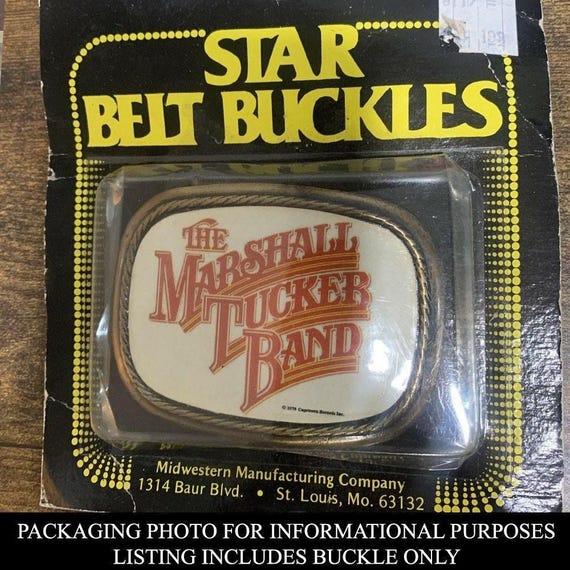 STAR
BELT BUCKLES
THE
MARSHALL
TUCKER
BAND
Midwestern Manufacturing Company
1314 Baur Blvd. • St. Louis, Mo. 63132
PACKAGING PHOTO FOR INFORMATIONAL PURPOSES
LISTING INCLUDES BUCKLE ONLY